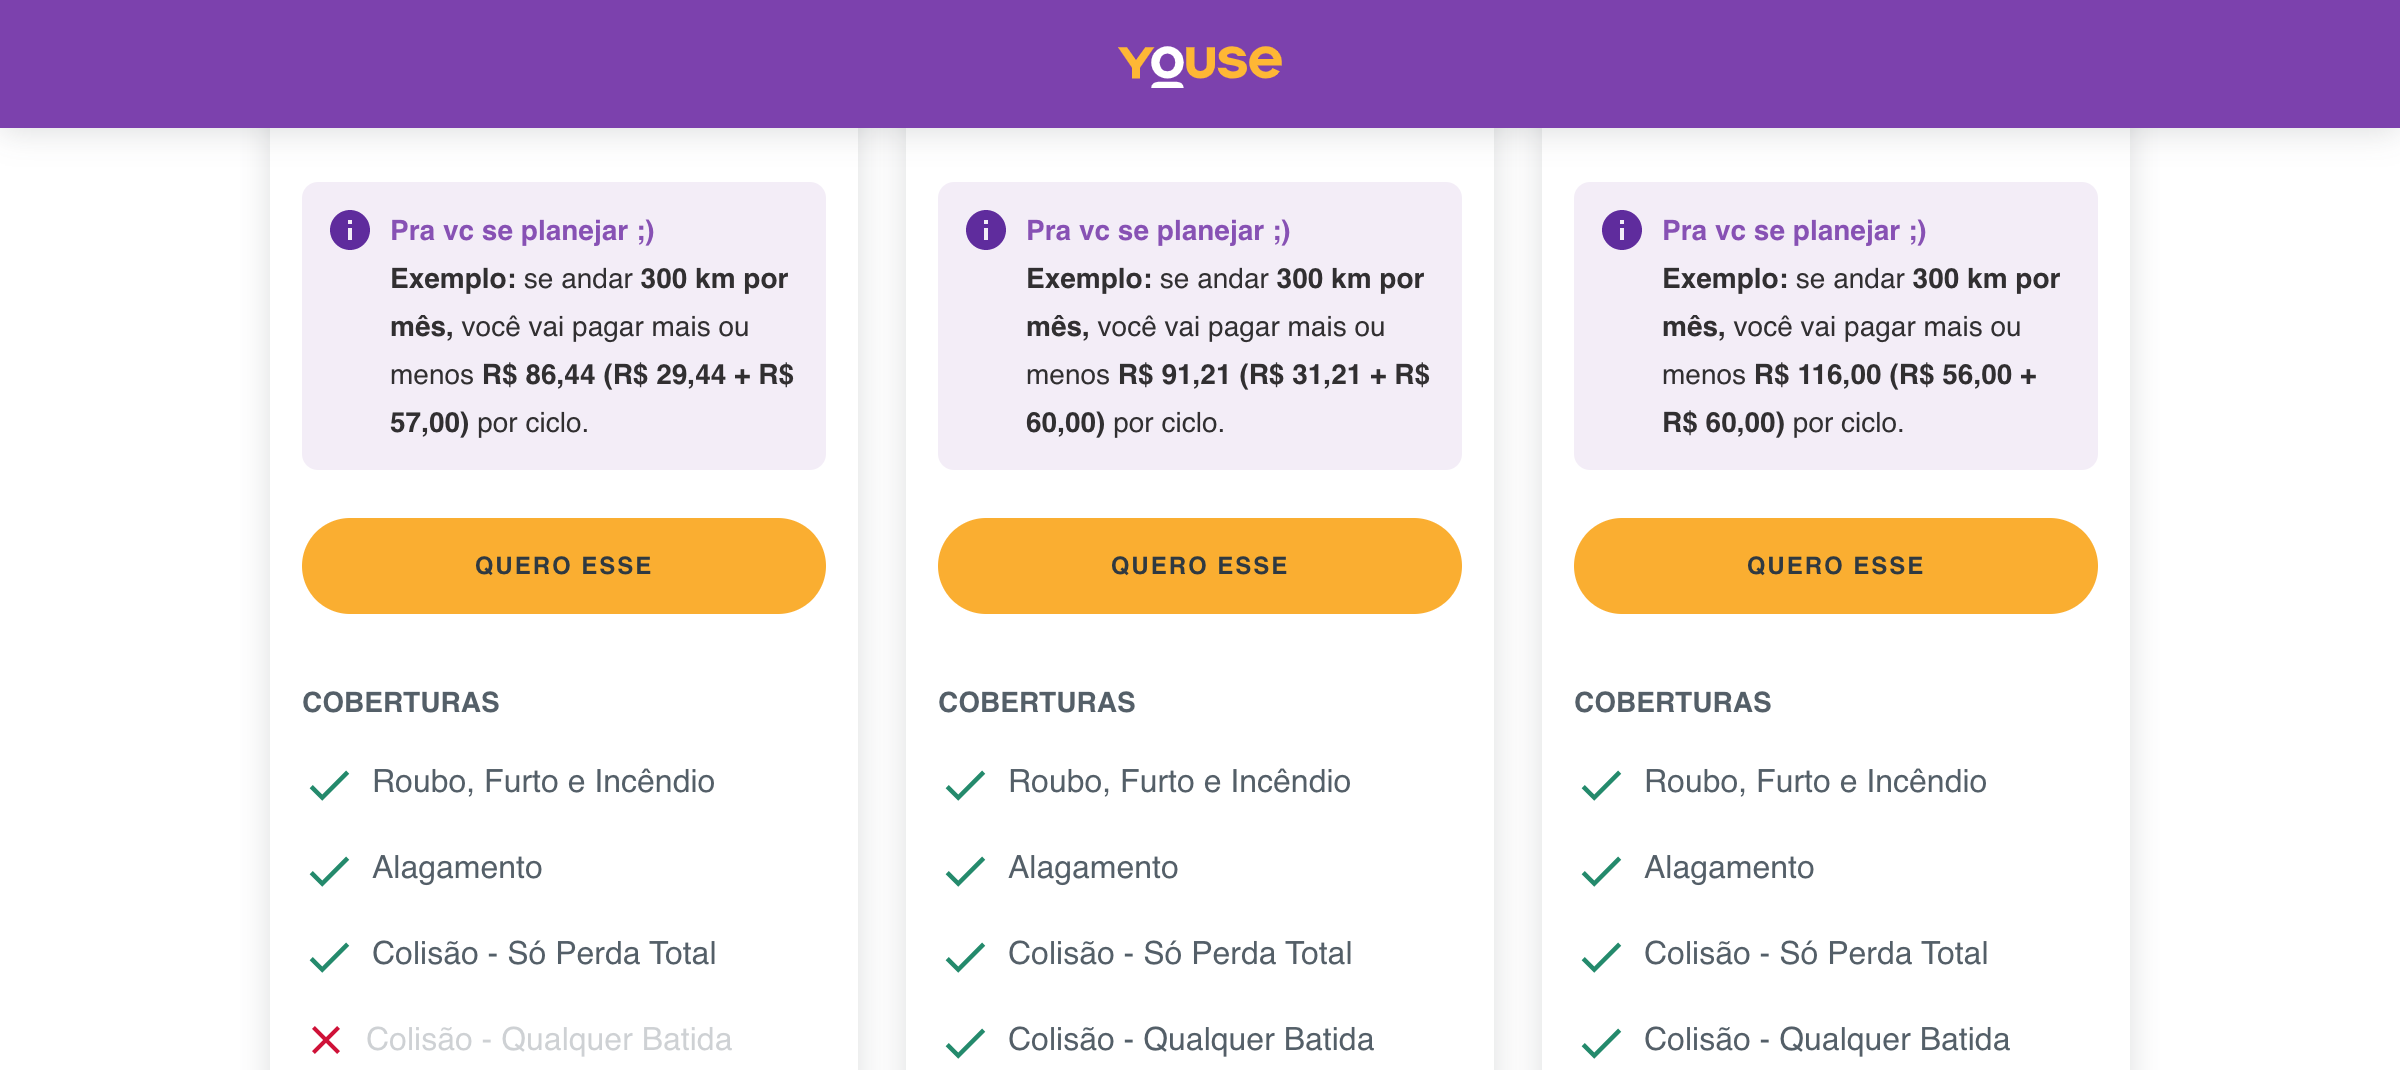 YOUSE
Pra vc se planejar ;)
Exemplo: se andar 300 km por
mês, você vai pagar mais ou
menos R$ 86,44 (R$ 29,44 + R$
57,00) por ciclo.
QUERO ESSE
COBERTURAS
Roubo, Furto e Incêndio
Alagamento
Colisão - Só Perda Total
Colisão - Qualquer Batida
Pra vc se planejar ;)
Exemplo: se andar 300 km por
mês, você vai pagar mais ou
menos R$ 91,21 (R$ 31,21 + R$
60,00) por ciclo.
QUERO ESSE
COBERTURAS
Roubo, Furto e Incêndio
Alagamento
Colisão - Só Perda Total
Colisão - Qualquer Batida
Pra vc se planejar ;)
Exemplo: se andar 300 km por
mês, você vai pagar mais ou
menos R$ 116,00 (R$ 56,00 +
R$ 60,00) por ciclo.
QUERO ESSE
COBERTURAS
Roubo, Furto e Incêndio
Alagamento
Colisão - Só Perda Total
Colisão - Qualquer Batida